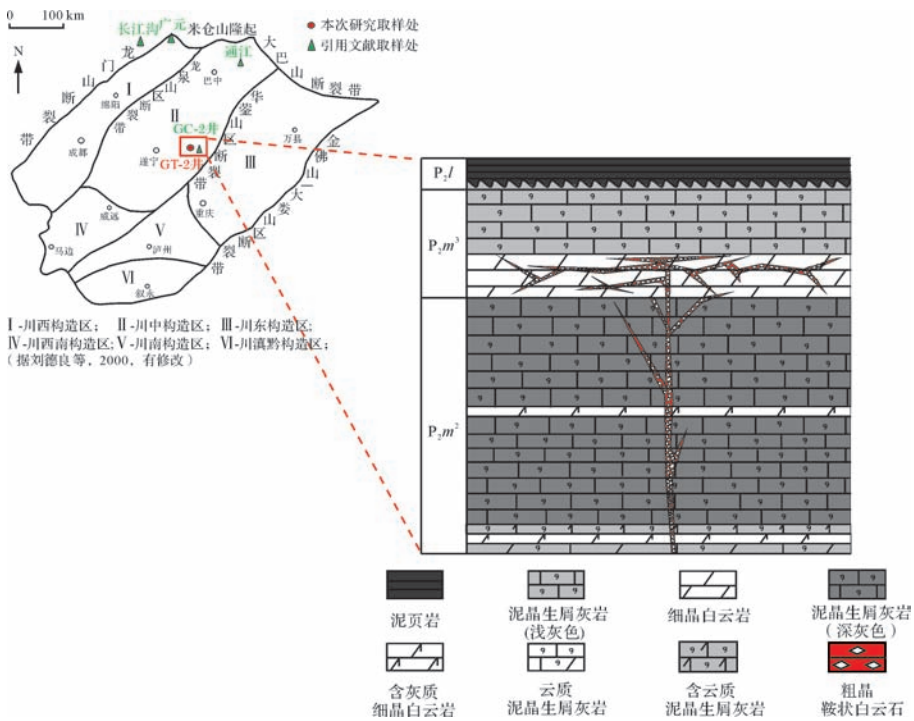 0 100 km
N
长江沟
广元
米仓山隆起
通江
● 本次研究取样处
▲ 引用文献取样处
龙门山断裂带
龙泉山断裂带
大巴山断裂带
华蓥山断裂带
金佛山—大娄山断裂带
区
区
区
Ⅰ
Ⅱ
Ⅲ
Ⅳ
Ⅴ
Ⅵ
绵阳
巴中
成都
遂宁
万县
重庆
威远
马边
泸州
叙永
GC-2井
GT-2井
Ⅰ-川西构造区; Ⅱ-川中构造区; Ⅲ-川东构造区;
Ⅳ-川西南构造区; Ⅴ-川南构造区; Ⅵ-川滇黔构造区;
(据刘德良等, 2000, 有修改)
P₂l
P₂m³
P₂m²
泥页岩
泥晶生屑灰岩
(浅灰色)
细晶白云岩
泥晶生屑灰岩
(深灰色)
含灰质
细晶白云岩
云质
泥晶生屑灰岩
含云质
泥晶生屑灰岩
粗晶
鞍状白云石